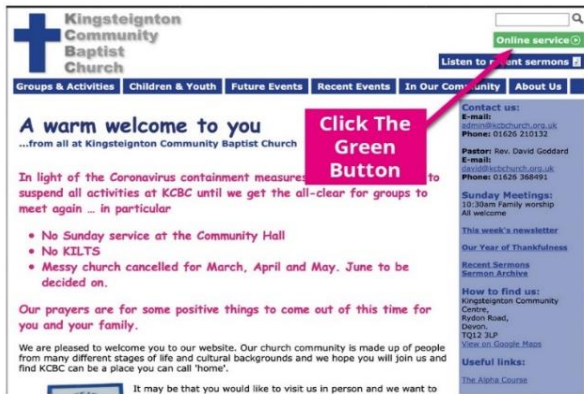 Kingsteignton
Community
Baptist
Church
Online service
Listen to recent sermons
Groups & Activities Children & Youth Future Events Recent Events In Our Community About Us
A warm welcome to you
...from all at Kingsteignton Community Baptist Church
Click The
Green
Button
In light of the Coronavirus containment measures to
suspend all activities at KCBC until we get the all-clear for groups to
meet again ... in particular
• No Sunday service at the Community Hall
• No KILTS
• Messy church cancelled for March, April and May. June to be
decided on.
Our prayers are for some positive things to come out of this time for
you and your family.
We are pleased to welcome you to our website. Our church community is made up of people
from many different stages of life and cultural backgrounds and we hope you will join us and
find KCBC can be a place you can call 'home'.
It may be that you would like to visit us in person and we want to
Contact us:
E-mail:
admin@kcbchurch.org.uk
Phone: 01626 210132
Pastor: Rev. David Goddard
E-mail:
david@kcbchurch.org.uk
Phone: 01626 368491
Sunday Meetings:
10:30am Family worship
All welcome
This week's newsletter
Our Year of Thankfulness
Recent Sermons
Sermon Archive
How to find us:
Kingsteignton Community
Centre,
Rydon Road,
Devon.
TQ12 3LP
View on Google Maps
Useful links:
The Alpha Course